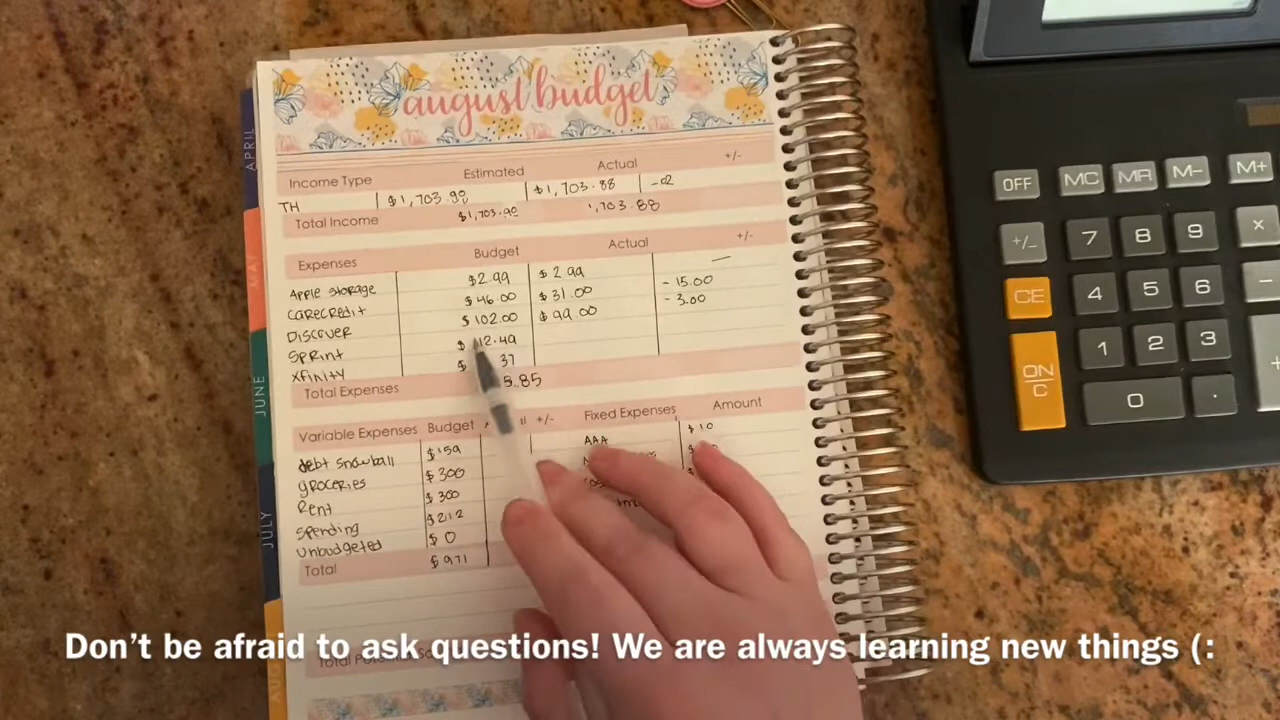 august budget
Income Type Estimated Actual +/-
TH $1,703.90 $1,703.88 -02
Total Income $1,703.90 1,703.88
Expenses Budget Actual +/-
Apple Storage $2.99 $2.99 —
CareCredit $46.00 $31.00 - 15.00
Discover $102.00 $99.00 - 3.00
Sprint $ 12.49
Xfinity $ 37
Total Expenses 3.85
Variable Expenses Budget +/- Fixed Expenses Amount
debt snowball $159 AAA $10
groceries $300
Rent $300
spending $212
unbudgeted $0
Total $971
APRIL
MAY
JUNE
JULY
OFF MC MR M- M+
+/- 7 8 9 ×
CE 4 5 6 −
ON/C 1 2 3 +
0 .
Don't be afraid to ask questions! We are always learning new things (: